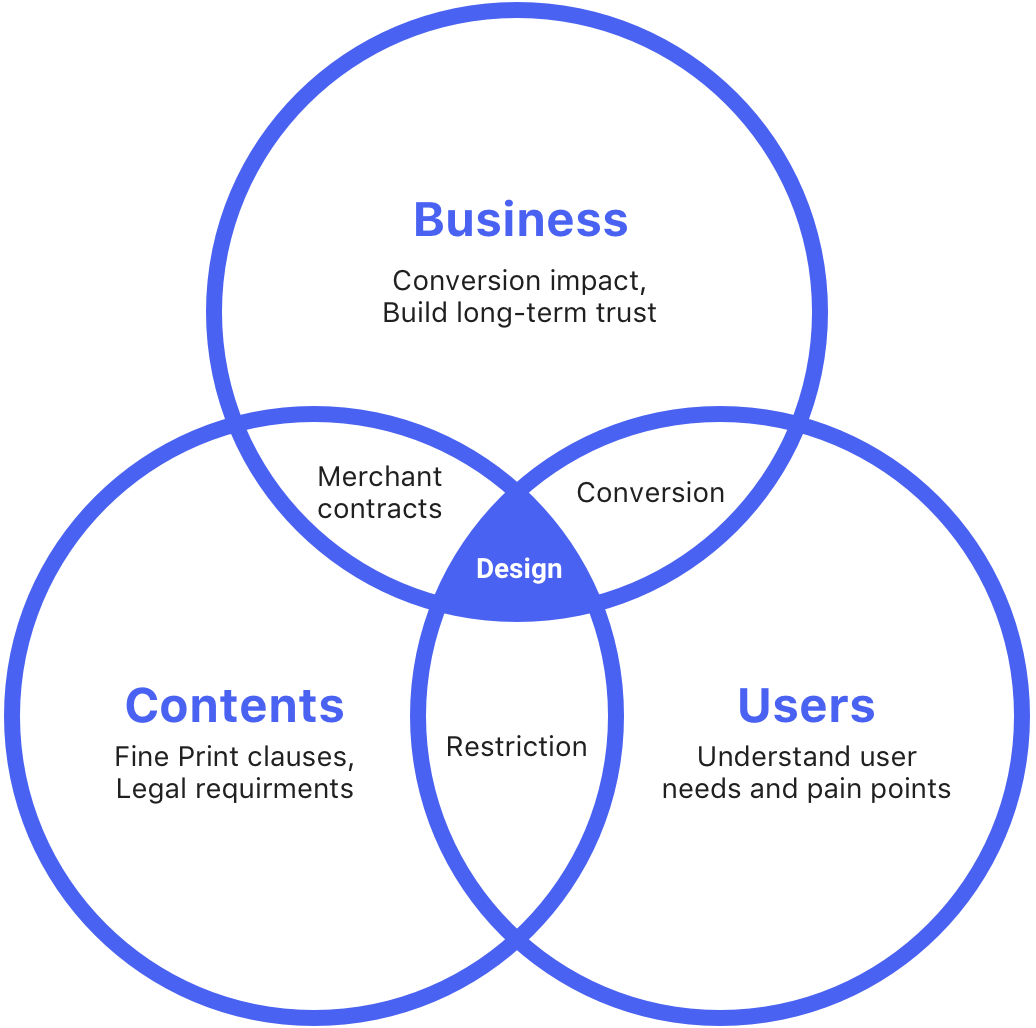 Business
Conversion impact,
Build long-term trust
Merchant
contracts
Conversion
Design
Contents
Fine Print clauses,
Legal requirments
Restriction
Users
Understand user
needs and pain points